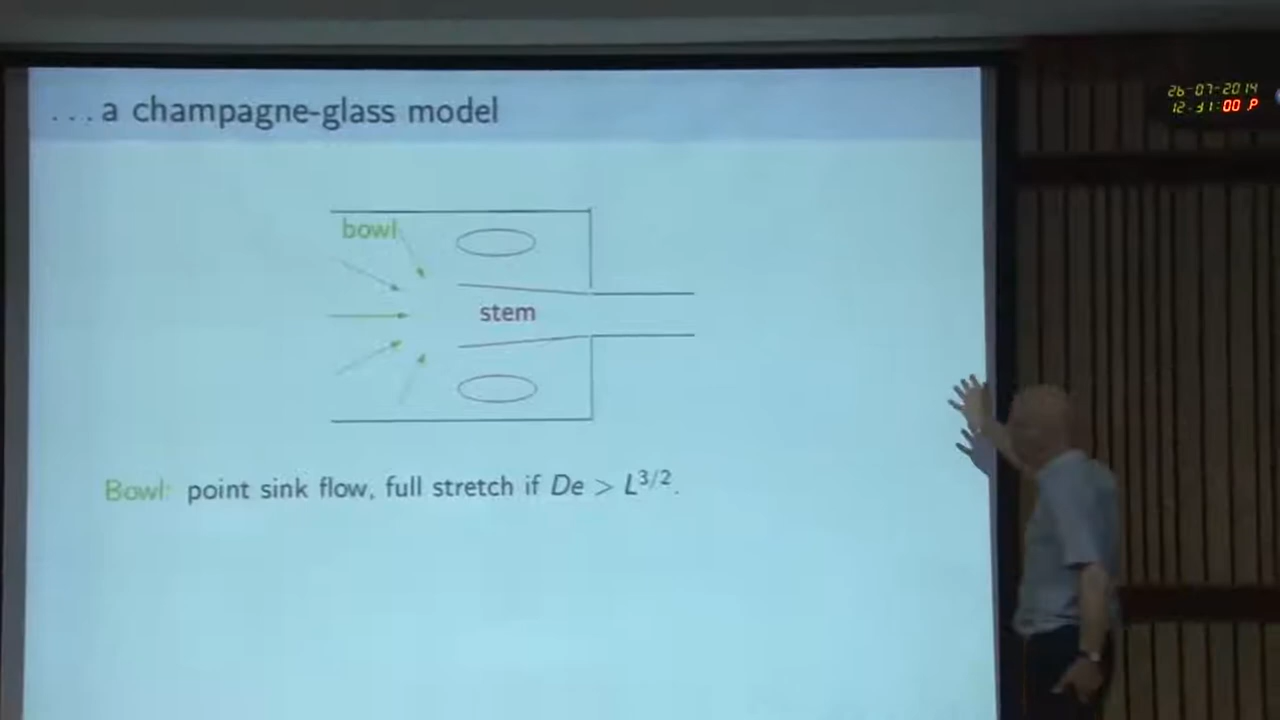 ...a champagne-glass model
26-07-2014
12:31:00 P
bowl
stem
Bowl: point sink flow, full stretch if De > L^{3/2}.